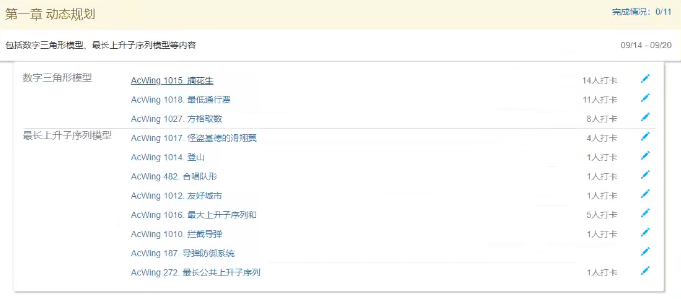 第一章 动态规划 完成情况：0/11
包括数字三角形模型、最长上升子序列模型等内容 09/14 - 09/20
数字三角形模型 AcWing 1015. 摘花生 14人打卡
AcWing 1018. 最低通行费 11人打卡
AcWing 1027. 方格取数 8人打卡
最长上升子序列模型 AcWing 1017. 怪盗基德的滑翔翼 4人打卡
AcWing 1014. 登山 1人打卡
AcWing 482. 合唱队形 1人打卡
AcWing 1012. 友好城市 1人打卡
AcWing 1016. 最大上升子序列和 5人打卡
AcWing 1010. 拦截导弹 1人打卡
AcWing 187. 导弹防御系统
AcWing 272. 最长公共上升子序列 1人打卡